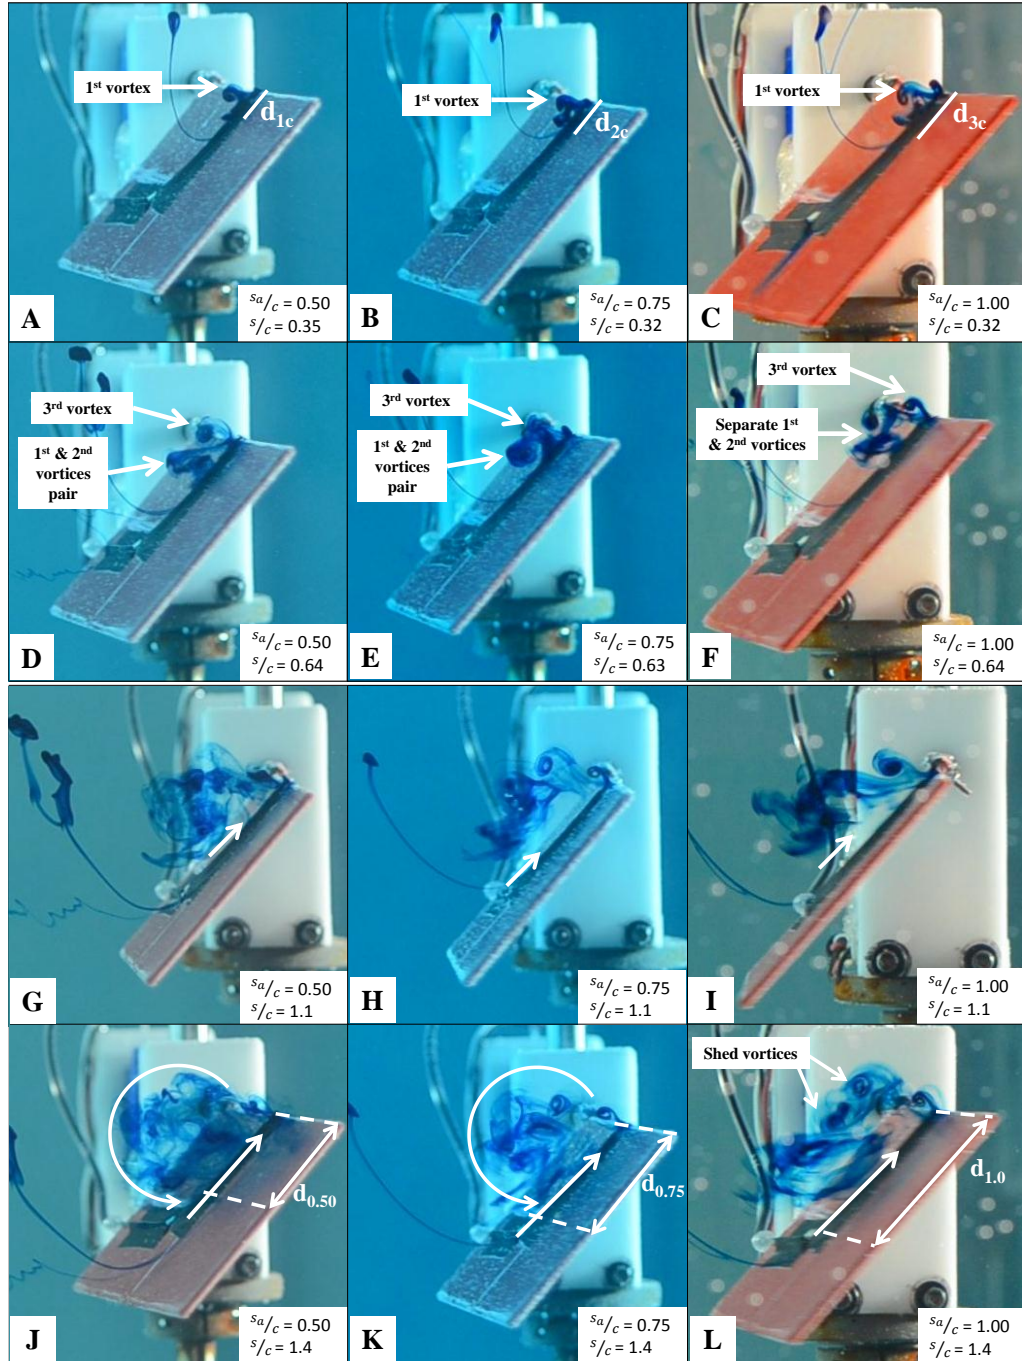 1st vortex
d1c
A
sa/c = 0.50
s/c = 0.35
1st vortex
d2c
B
sa/c = 0.75
s/c = 0.32
1st vortex
d3c
C
sa/c = 1.00
s/c = 0.32
3rd vortex
1st & 2nd
vortices
pair
D
sa/c = 0.50
s/c = 0.64
3rd vortex
1st & 2nd
vortices
pair
E
sa/c = 0.75
s/c = 0.63
3rd vortex
Separate 1st
& 2nd vortices
F
sa/c = 1.00
s/c = 0.64
G
sa/c = 0.50
s/c = 1.1
H
sa/c = 0.75
s/c = 1.1
I
sa/c = 1.00
s/c = 1.1
d0.50
J
sa/c = 0.50
s/c = 1.4
d0.75
K
sa/c = 0.75
s/c = 1.4
Shed vortices
d1.0
L
sa/c = 1.00
s/c = 1.4